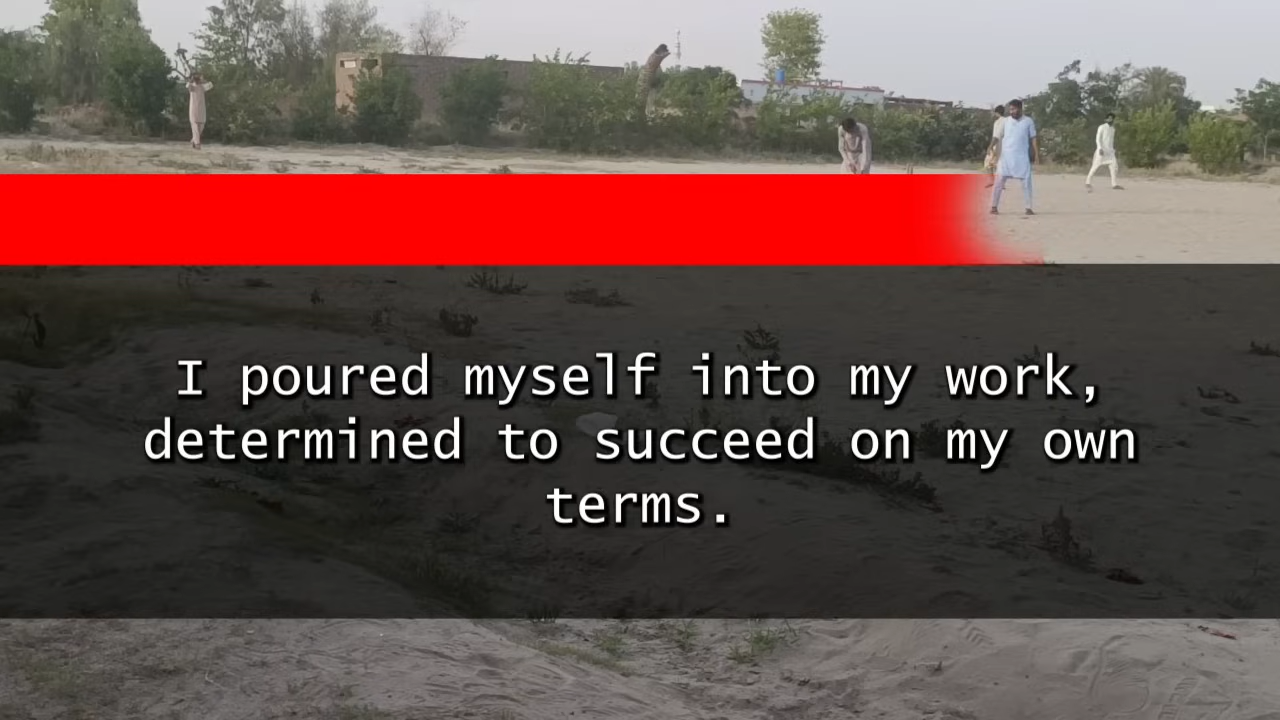 I poured myself into my work,
determined to succeed on my own
terms.